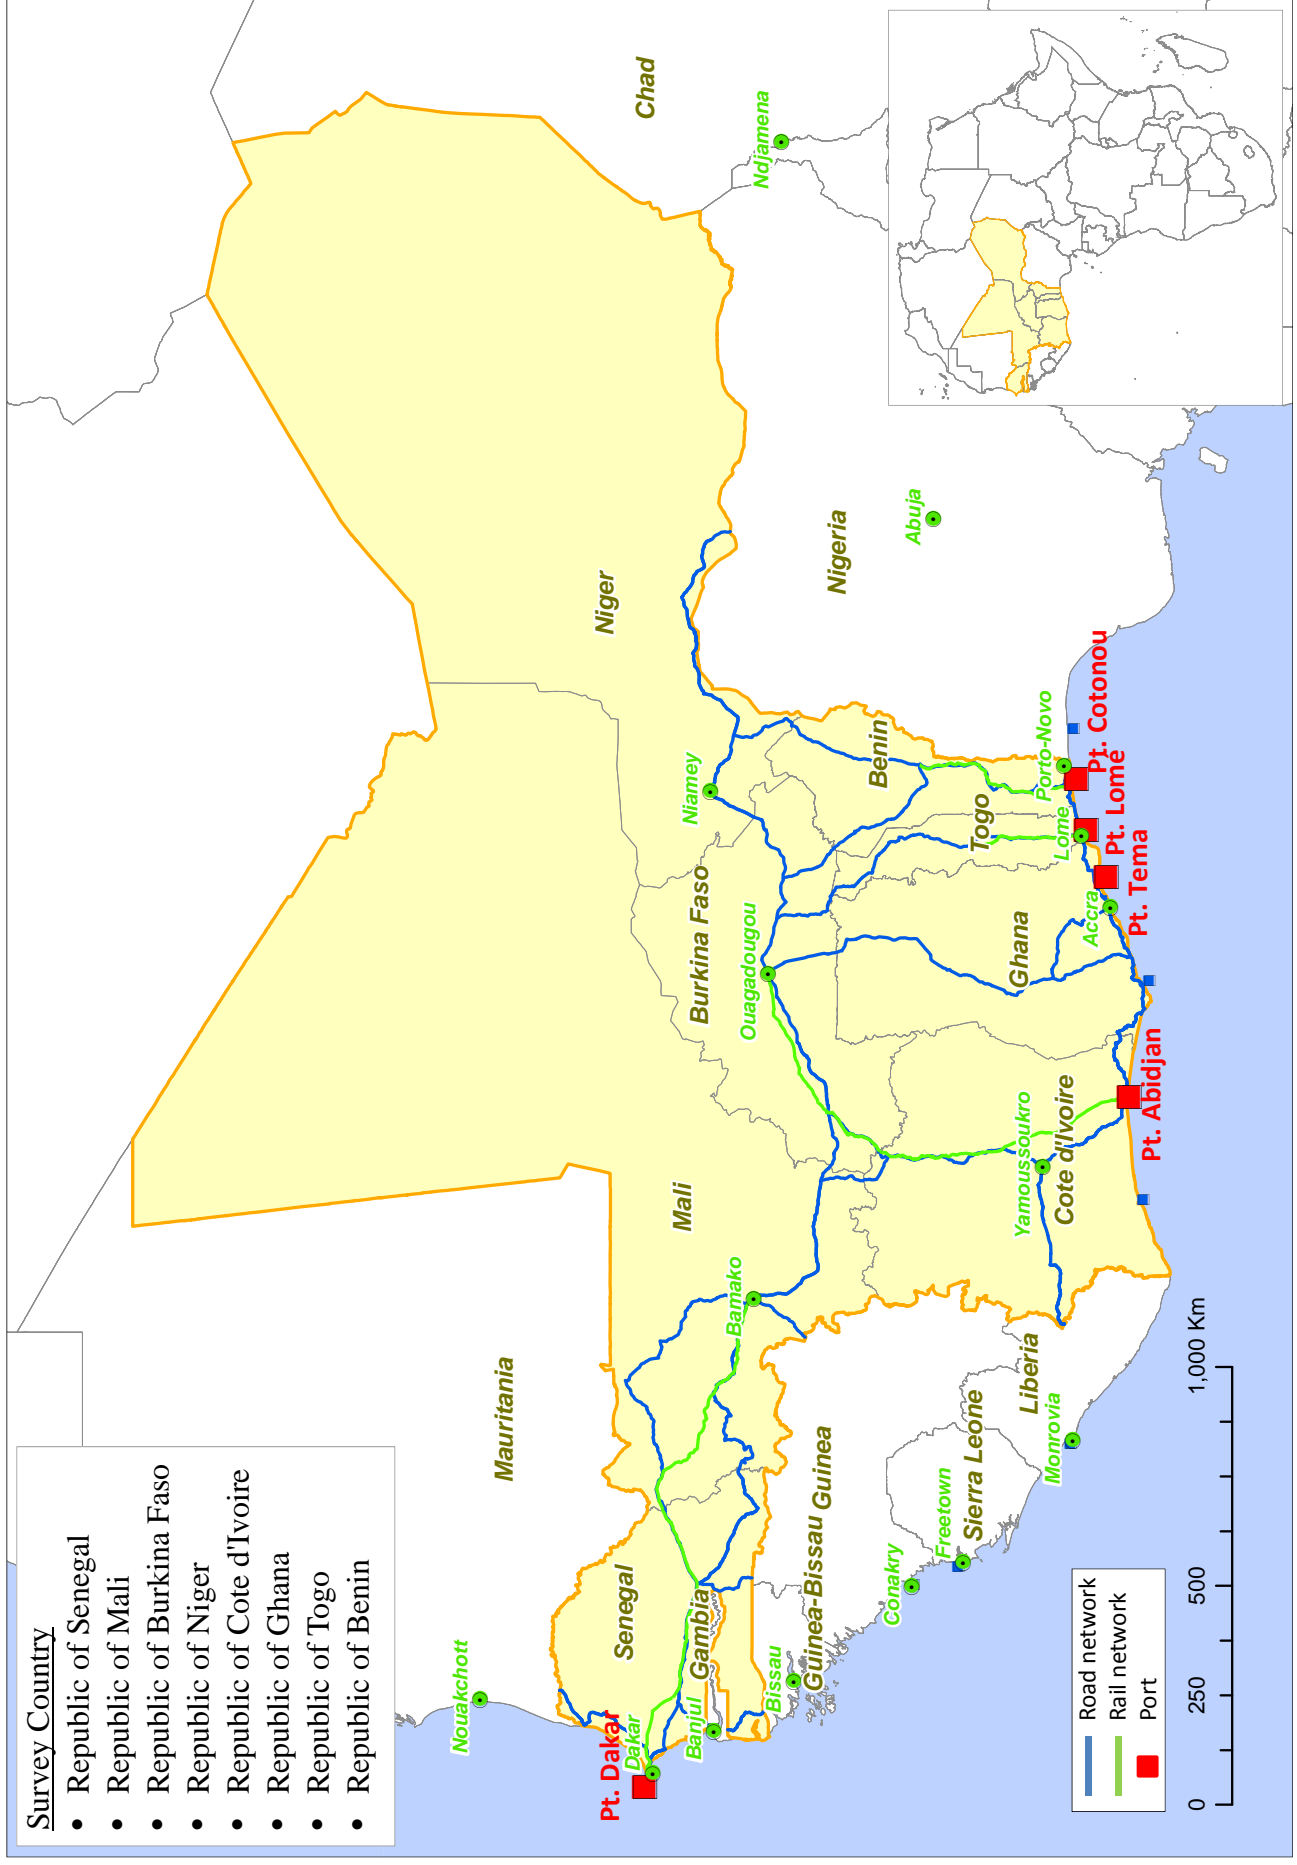 Survey Country
• Republic of Senegal
• Republic of Mali
• Republic of Burkina Faso
• Republic of Niger
• Republic of Cote d'Ivoire
• Republic of Ghana
• Republic of Togo
• Republic of Benin
Nouakchott
Mauritania
Mali
Niger
Chad
Ndjamena
Pt. Dakar
Dakar
Senegal
Banjul
Gambia
Bissau
Guinea-Bissau
Guinea
Bamako
Burkina Faso
Ouagadougou
Niamey
Nigeria
Abuja
Benin
Togo
Ghana
Porto-Novo
Lome
Accra
Pt. Cotonou
Pt. Lome
Pt. Tema
Pt. Abidjan
Yamoussoukro
Cote d'Ivoire
Conakry
Freetown
Sierra Leone
Liberia
Monrovia
Road network
Rail network
Port
0 250 500 1,000 Km